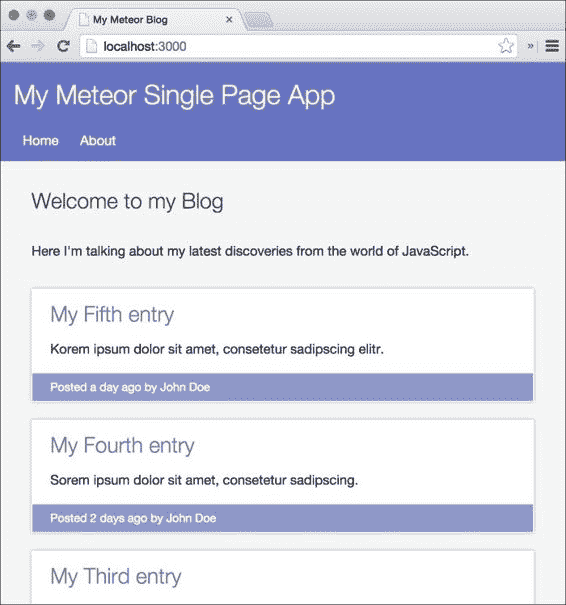 My Meteor Blog
localhost:3000
My Meteor Single Page App
Home About
Welcome to my Blog
Here I'm talking about my latest discoveries from the world of JavaScript.
My Fifth entry
Korem ipsum dolor sit amet, consetetur sadipscing elitr.
Posted a day ago by John Doe
My Fourth entry
Sorem ipsum dolor sit amet, consetetur sadipscing.
Posted 2 days ago by John Doe
My Third entry